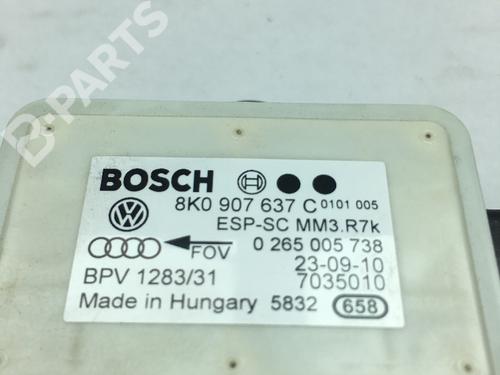 B-PARTS
BOSCH
8K0 907 637 C 0101 005
ESP-SC MM3.R7k
FOV 0 265 005 738
23-09-10
BPV 1283/31 7035010
Made in Hungary 5832 658